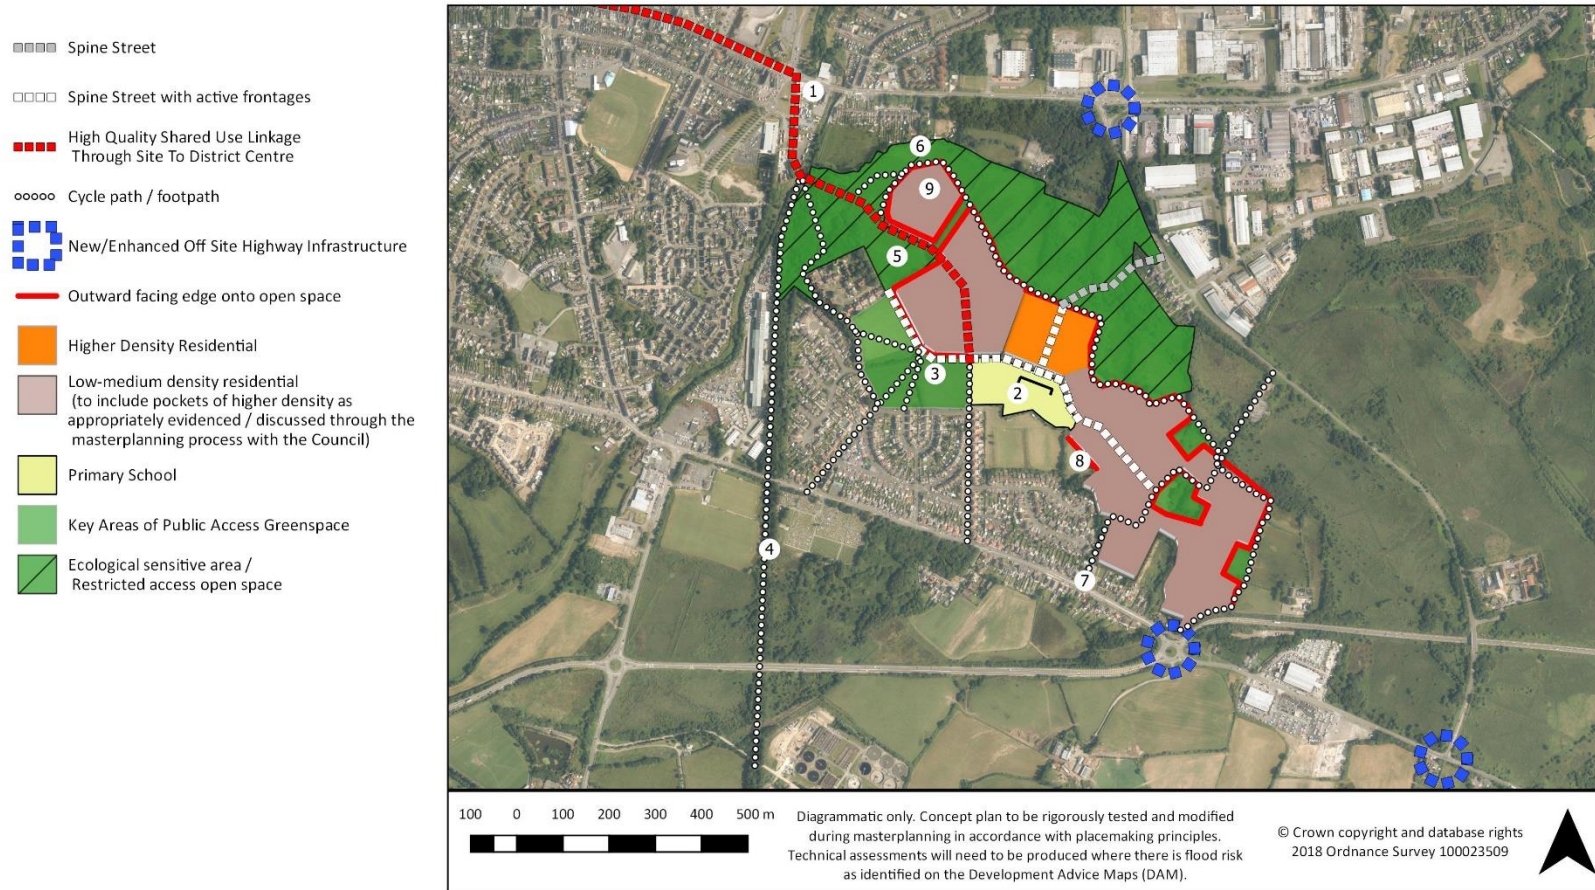 Spine Street
Spine Street with active frontages
High Quality Shared Use Linkage
Through Site To District Centre
Cycle path / footpath
New/Enhanced Off Site Highway Infrastructure
Outward facing edge onto open space
Higher Density Residential
Low-medium density residential
(to include pockets of higher density as
appropriately evidenced / discussed through the
masterplanning process with the Council)
Primary School
Key Areas of Public Access Greenspace
Ecological sensitive area /
Restricted access open space
1
6
9
5
3
2
8
4
7
100 0 100 200 300 400 500 m
Diagrammatic only. Concept plan to be rigorously tested and modified
during masterplanning in accordance with placemaking principles.
Technical assessments will need to be produced where there is flood risk
as identified on the Development Advice Maps (DAM).
© Crown copyright and database rights
2018 Ordnance Survey 100023509